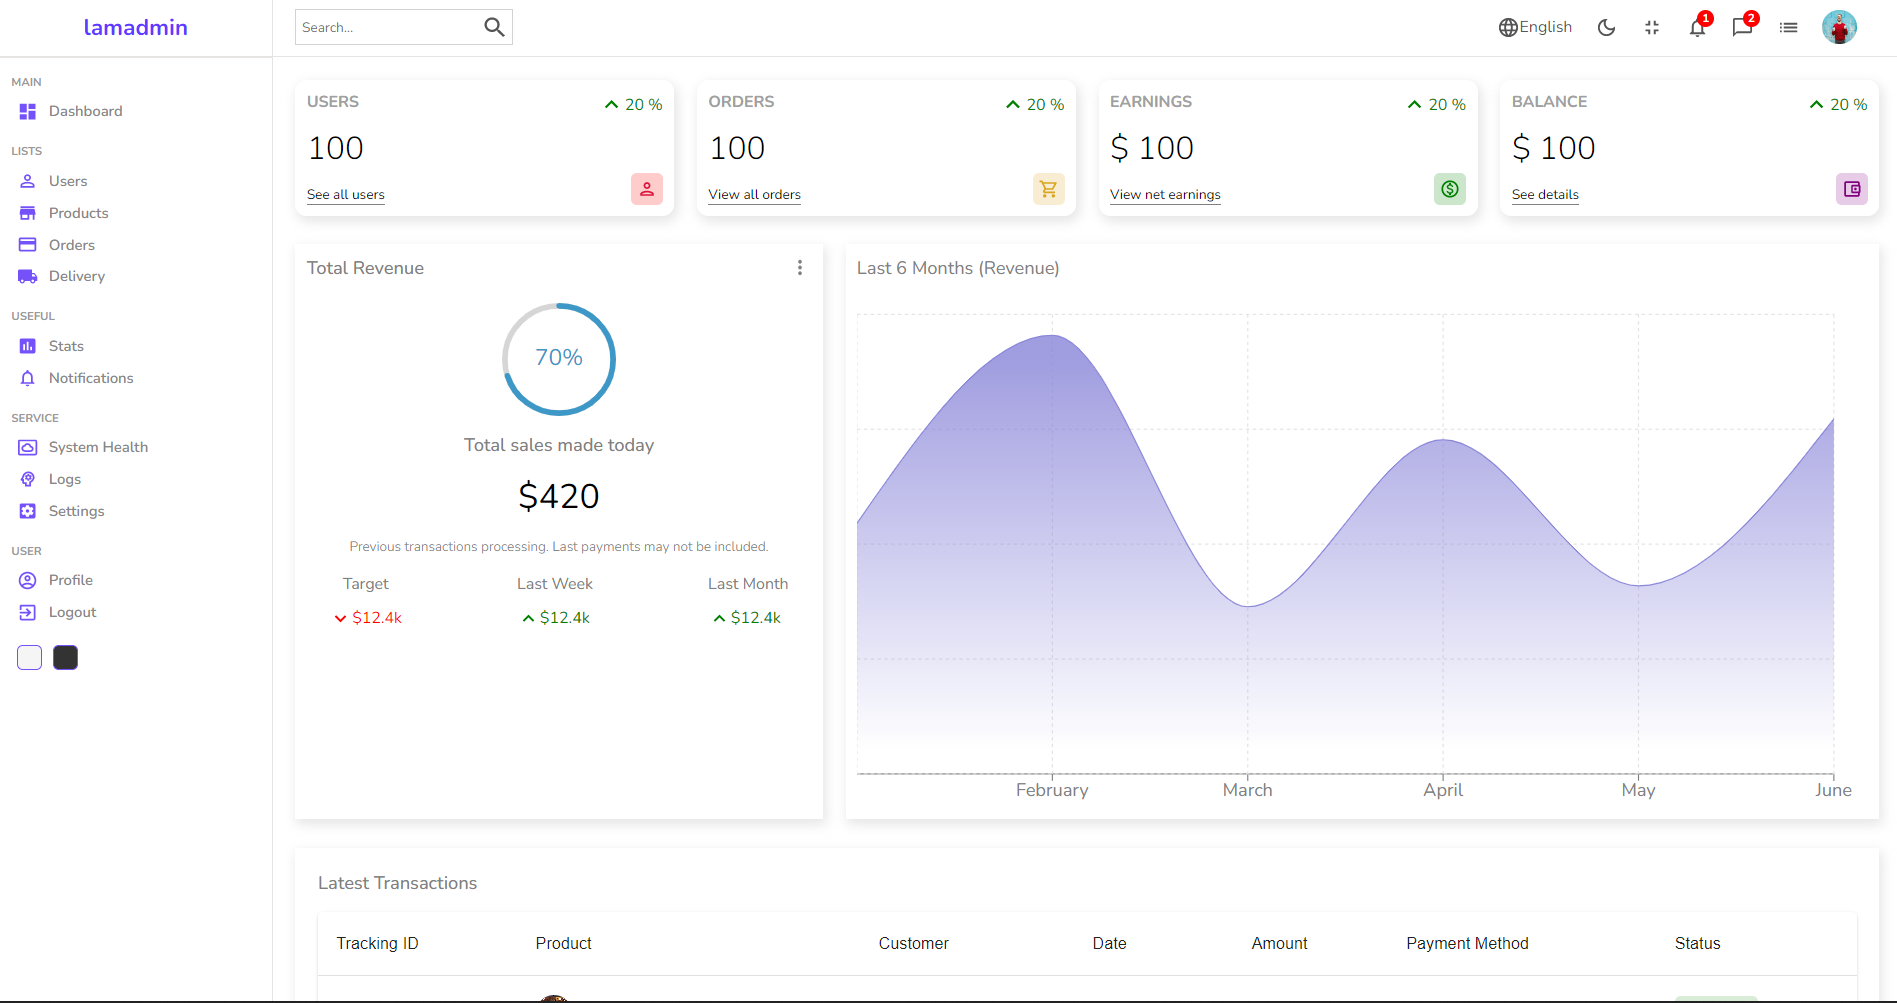 lamadmin
Search...
English
1
2
MAIN
Dashboard
LISTS
Users
Products
Orders
Delivery
USEFUL
Stats
Notifications
SERVICE
System Health
Logs
Settings
USER
Profile
Logout
USERS
20 %
100
See all users
ORDERS
20 %
100
View all orders
EARNINGS
20 %
$ 100
View net earnings
BALANCE
20 %
$ 100
See details
Total Revenue
70%
Total sales made today
$420
Previous transactions processing. Last payments may not be included.
Target
$12.4k
Last Week
$12.4k
Last Month
$12.4k
Last 6 Months (Revenue)
February March April May June
Latest Transactions
Tracking ID Product Customer Date Amount Payment Method Status